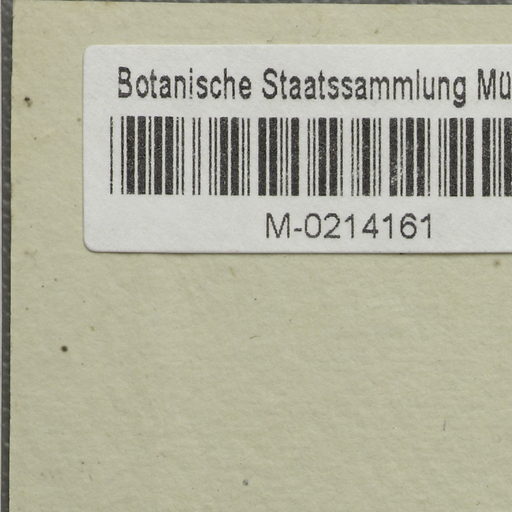 Botanische Staatssammlung Mü
M-0214161